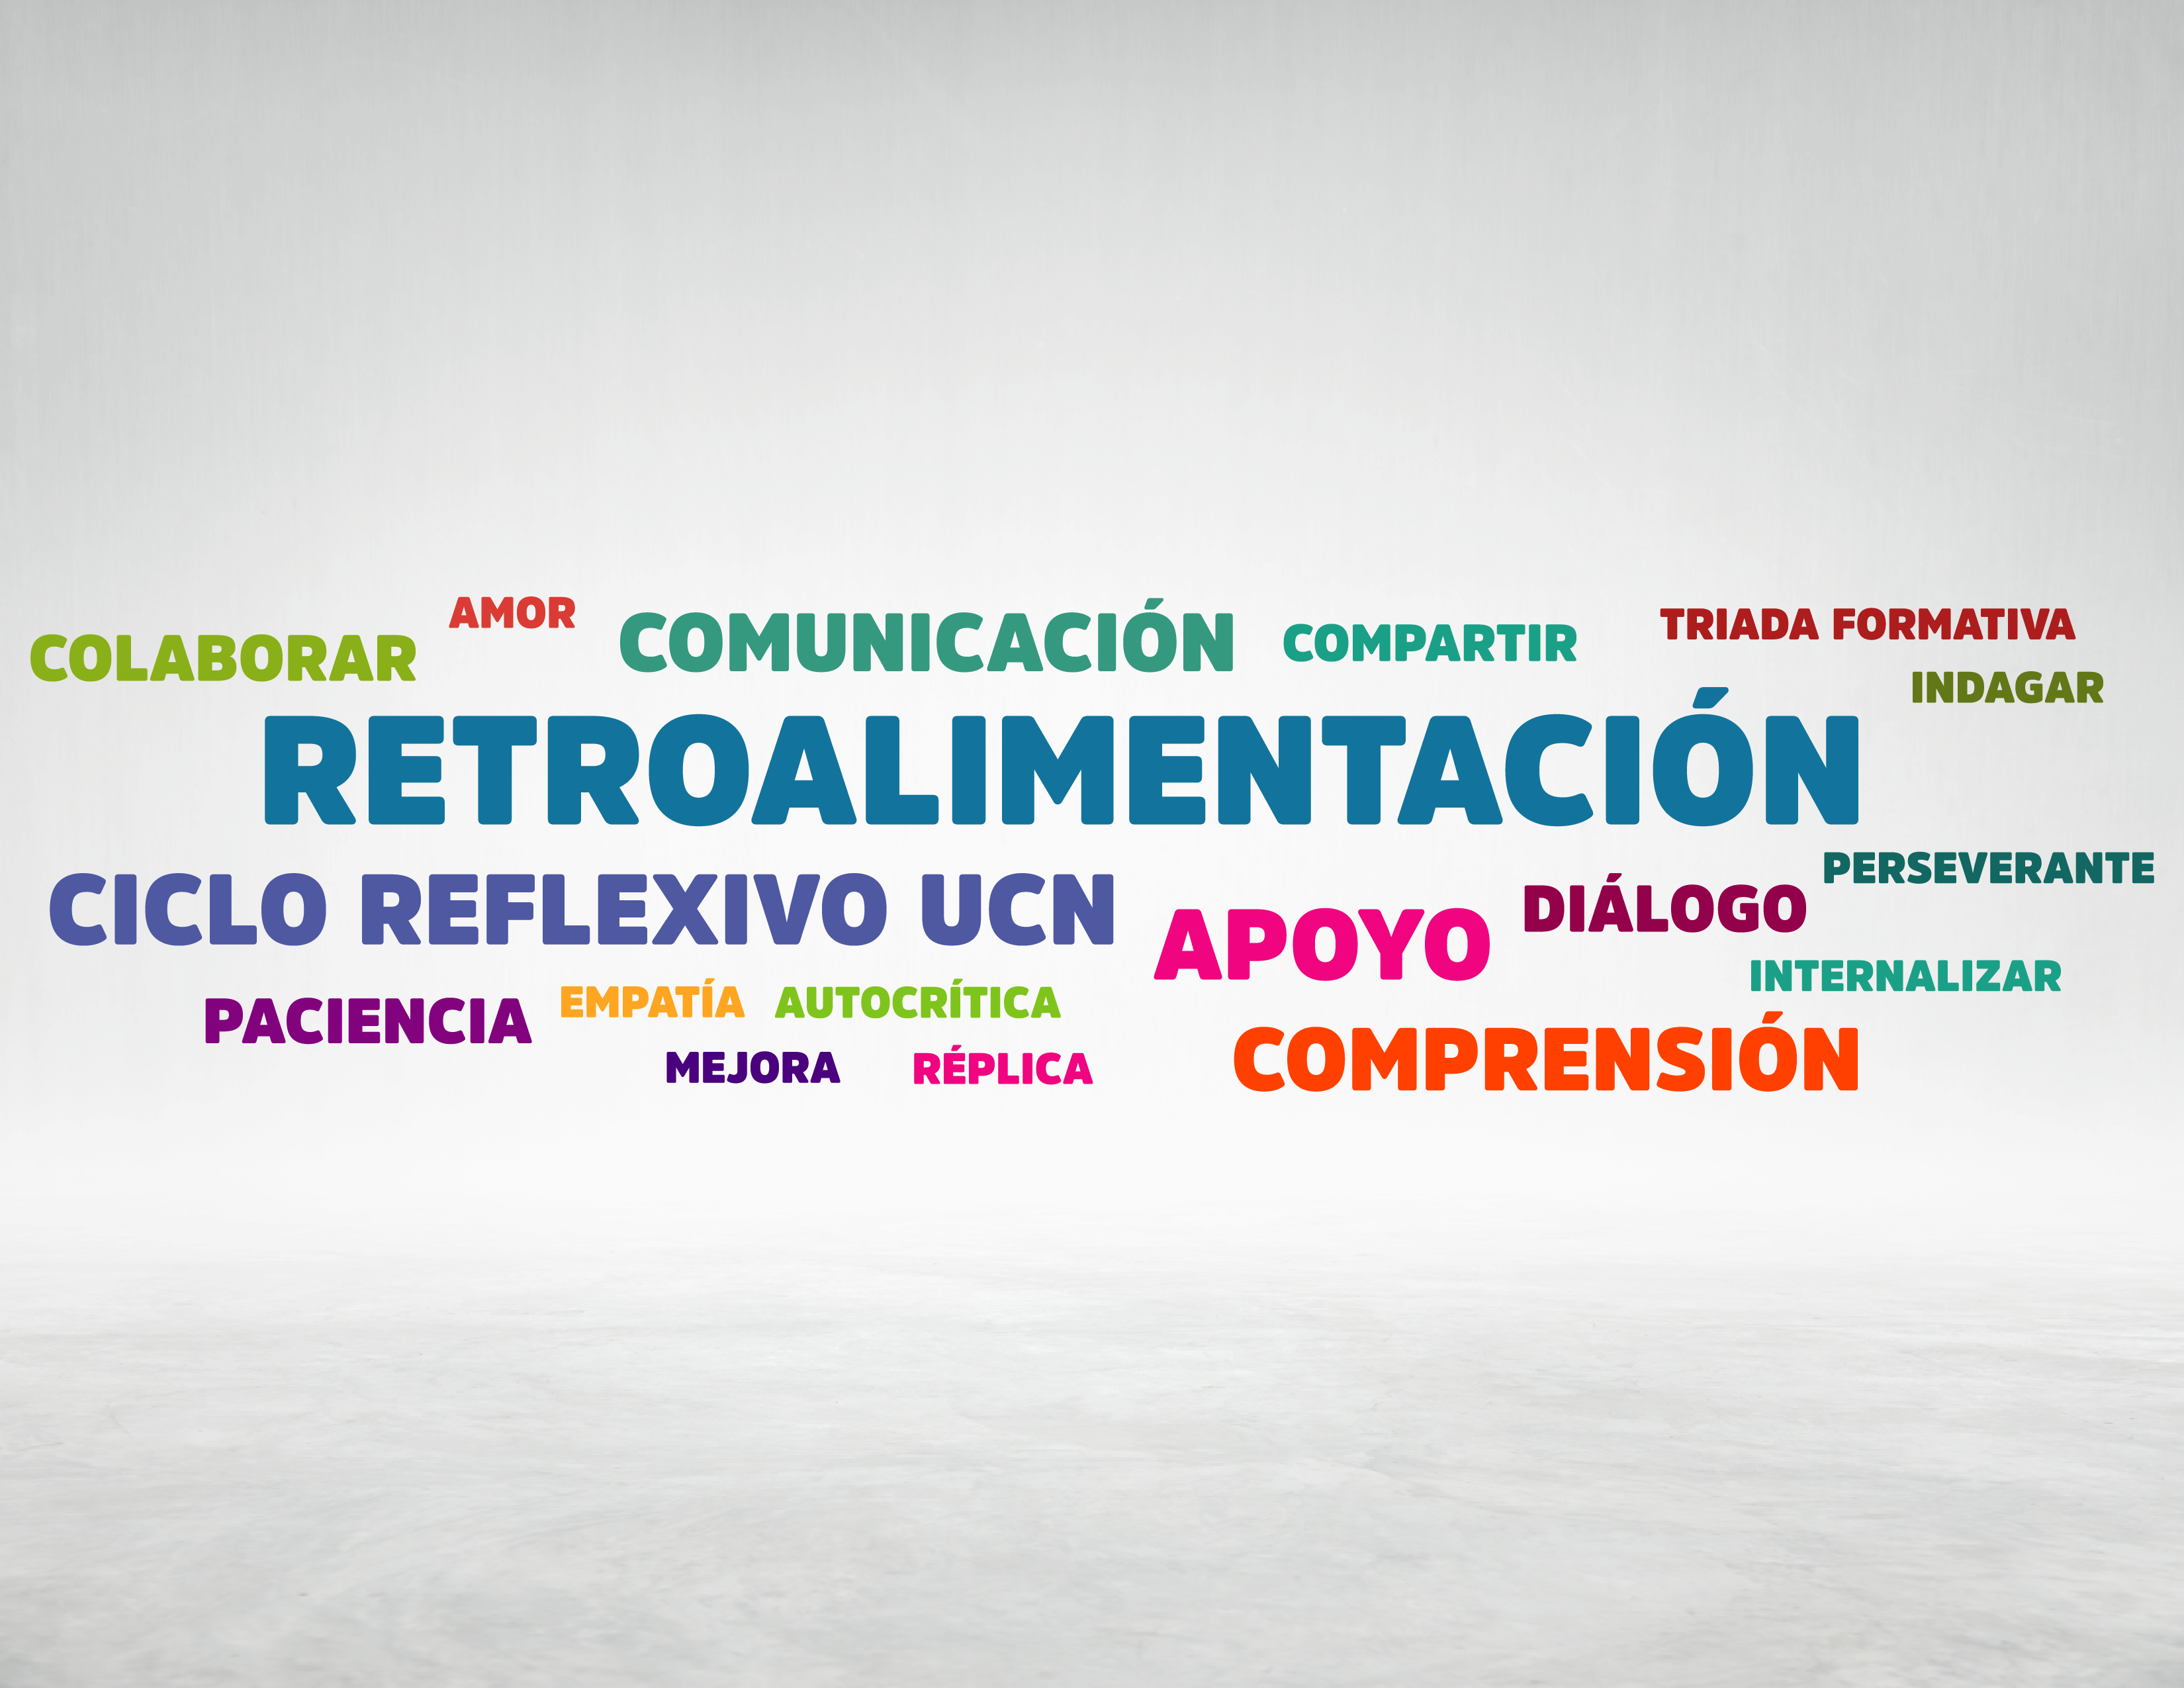 AMOR
COLABORAR
COMUNICACIÓN
COMPARTIR
TRIADA FORMATIVA
INDAGAR
RETROALIMENTACIÓN
CICLO REFLEXIVO UCN
APOYO
DIÁLOGO
PERSEVERANTE
INTERNALIZAR
PACIENCIA
EMPATÍA
AUTOCRÍTICA
MEJORA
RÉPLICA
COMPRENSIÓN